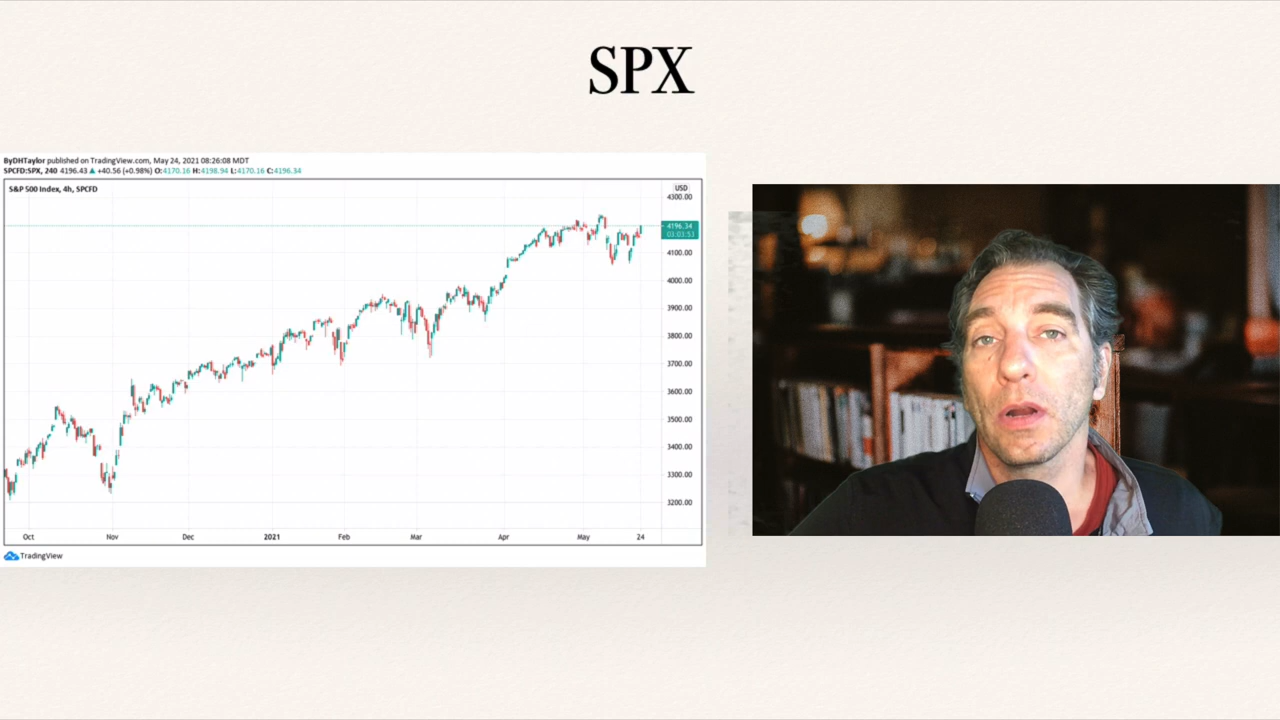 SPX
ByDHTaylor published on TradingView.com, May 24, 2021 08:26:08 MDT
SPCFD:SPX, 240 4196.43 ▲ +40.56 (+0.98%) O:4170.16 H:4198.94 L:4170.16 C:4196.34
S&P 500 Index, 4h, SPCFD
USD
4300.00
4196.34
03:03:53
4100.00
4000.00
3900.00
3800.00
3700.00
3600.00
3500.00
3400.00
3300.00
3200.00
Oct Nov Dec 2021 Feb Mar Apr May 24
TradingView